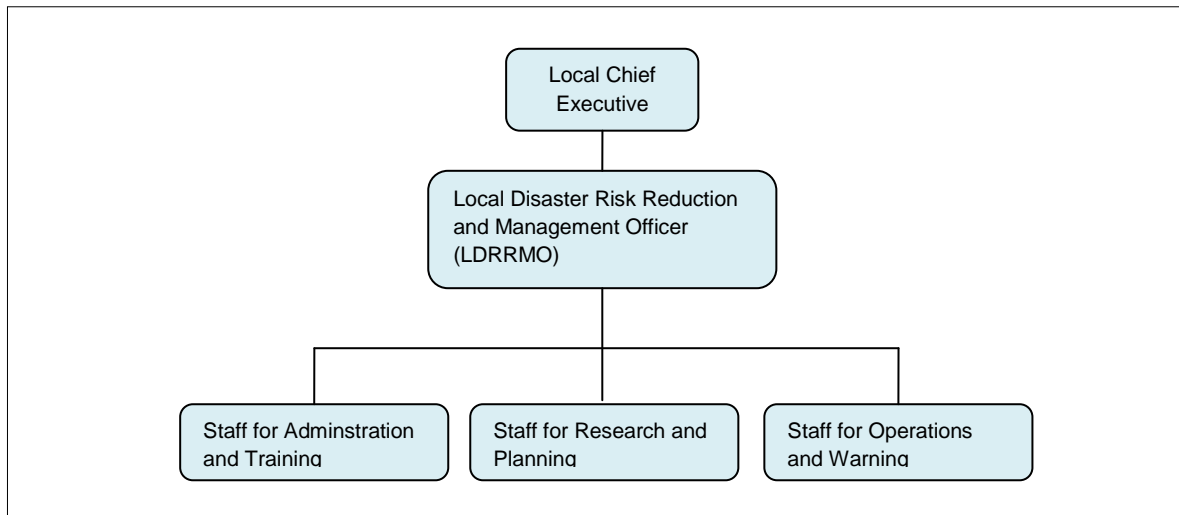 Local Chief
Executive
Local Disaster Risk Reduction
and Management Officer
(LDRRMO)
Staff for Adminstration
and Training
Staff for Research and
Planning
Staff for Operations
and Warning